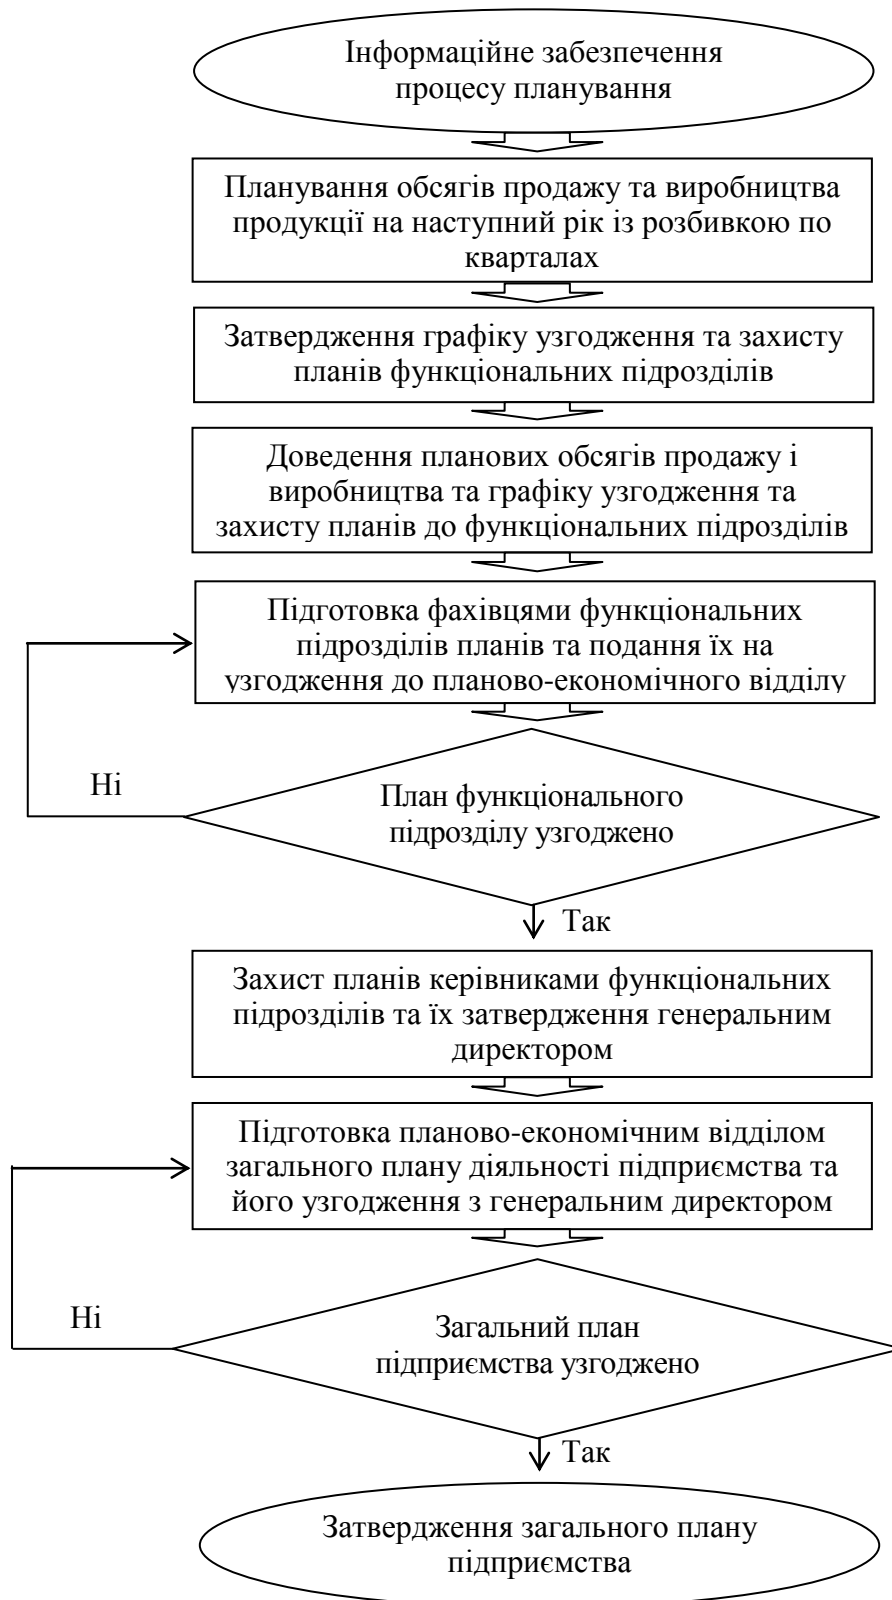 Інформаційне забезпечення
процесу планування
Планування обсягів продажу та виробництва
продукції на наступний рік із розбивкою по
кварталах
Затвердження графіку узгодження та захисту
планів функціональних підрозділів
Доведення планових обсягів продажу і
виробництва та графіку узгодження та
захисту планів до функціональних підрозділів
Підготовка фахівцями функціональних
підрозділів планів та подання їх на
узгодження до планово-економічного відділу
Ні
План функціонального
підрозділу узгоджено
Так
Захист планів керівниками функціональних
підрозділів та їх затвердження генеральним
директором
Підготовка планово-економічним відділом
загального плану діяльності підприємства та
його узгодження з генеральним директором
Ні
Загальний план
підприємства узгоджено
Так
Затвердження загального плану
підприємства